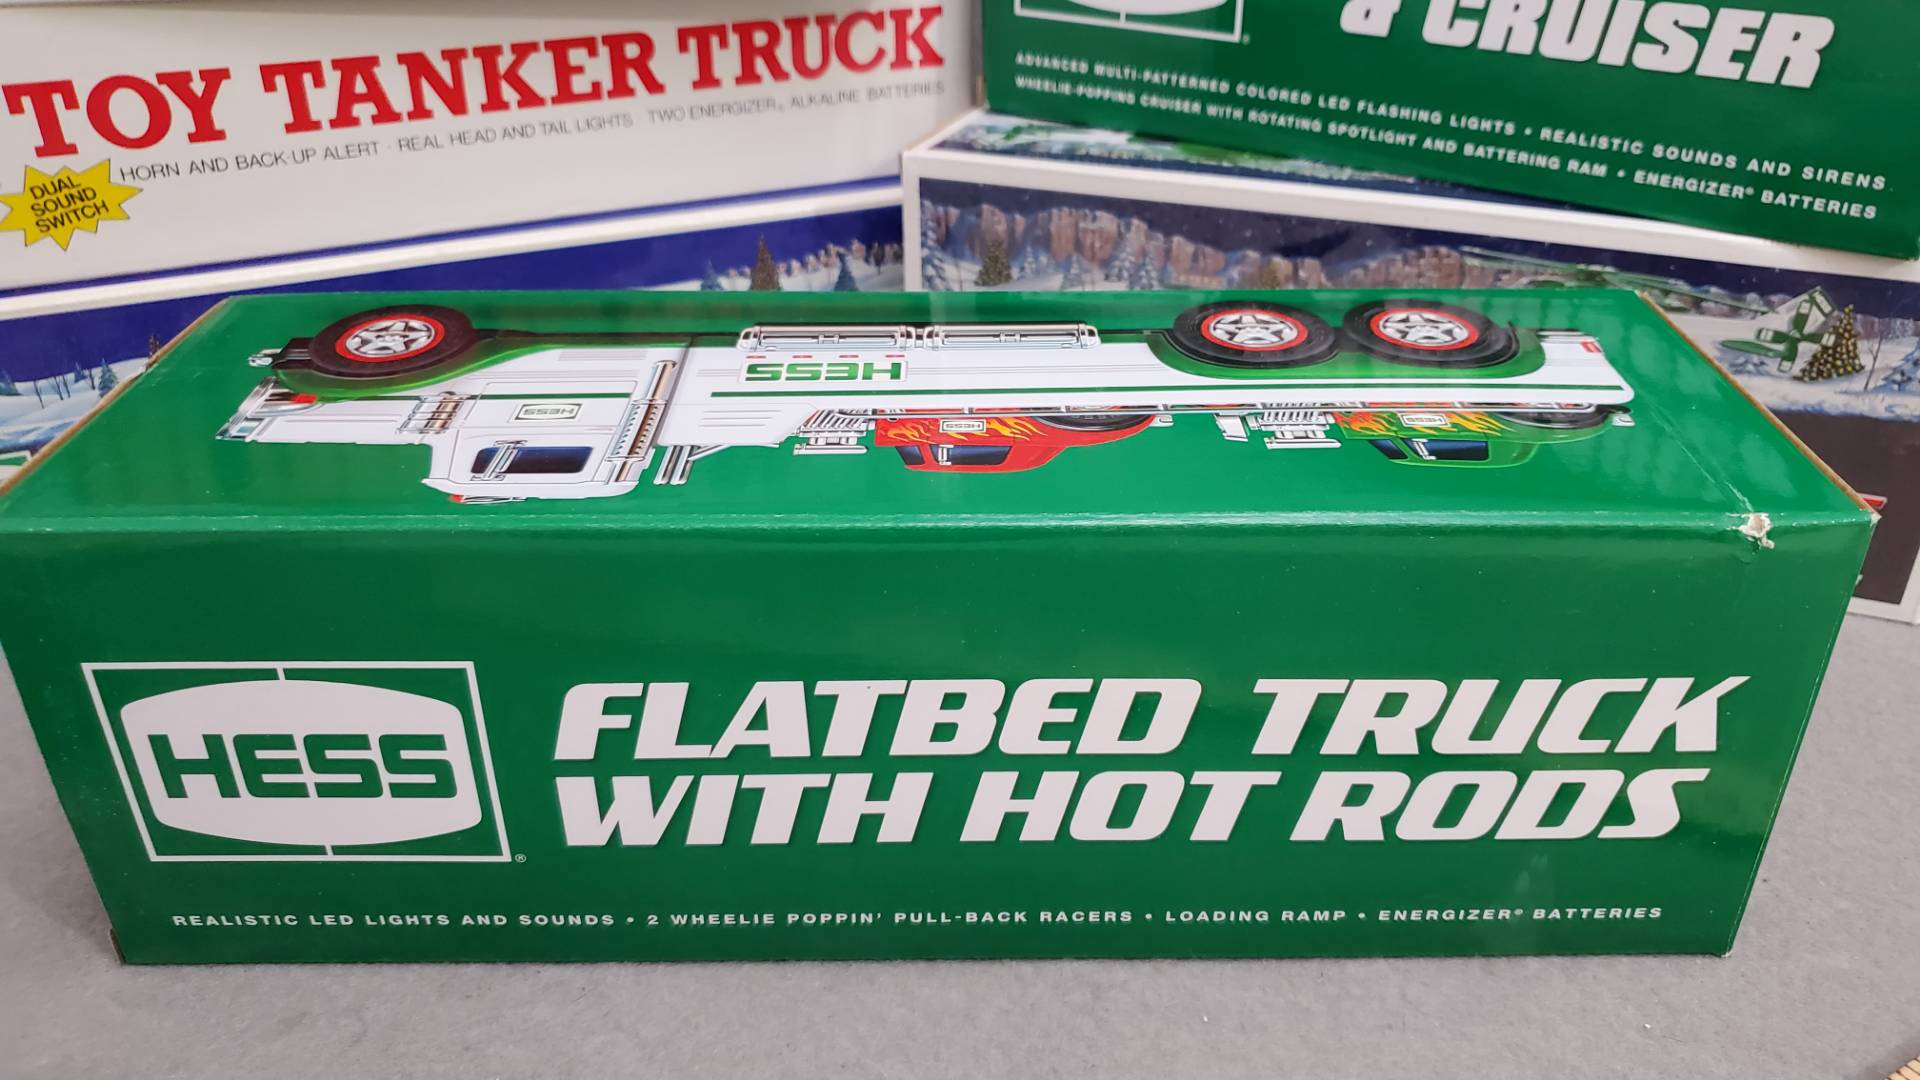 TOY TANKER TRUCK
HORN AND BACK-UP ALERT · REAL HEAD AND TAIL LIGHTS · TWO ENERGIZER® ALKALINE BATTERIES
DUAL
SOUND
SWITCH
& CRUISER
ADVANCED MULTI-PATTERNED COLORED LED FLASHING LIGHTS • REALISTIC SOUNDS AND SIRENS
WHEELIE-POPPING CRUISER WITH ROTATING SPOTLIGHT AND BATTERING RAM • ENERGIZER® BATTERIES
HESS
HESS
HESS
HESS
HESS®
FLATBED TRUCK
WITH HOT RODS
REALISTIC LED LIGHTS AND SOUNDS • 2 WHEELIE POPPIN' PULL-BACK RACERS • LOADING RAMP • ENERGIZER® BATTERIES